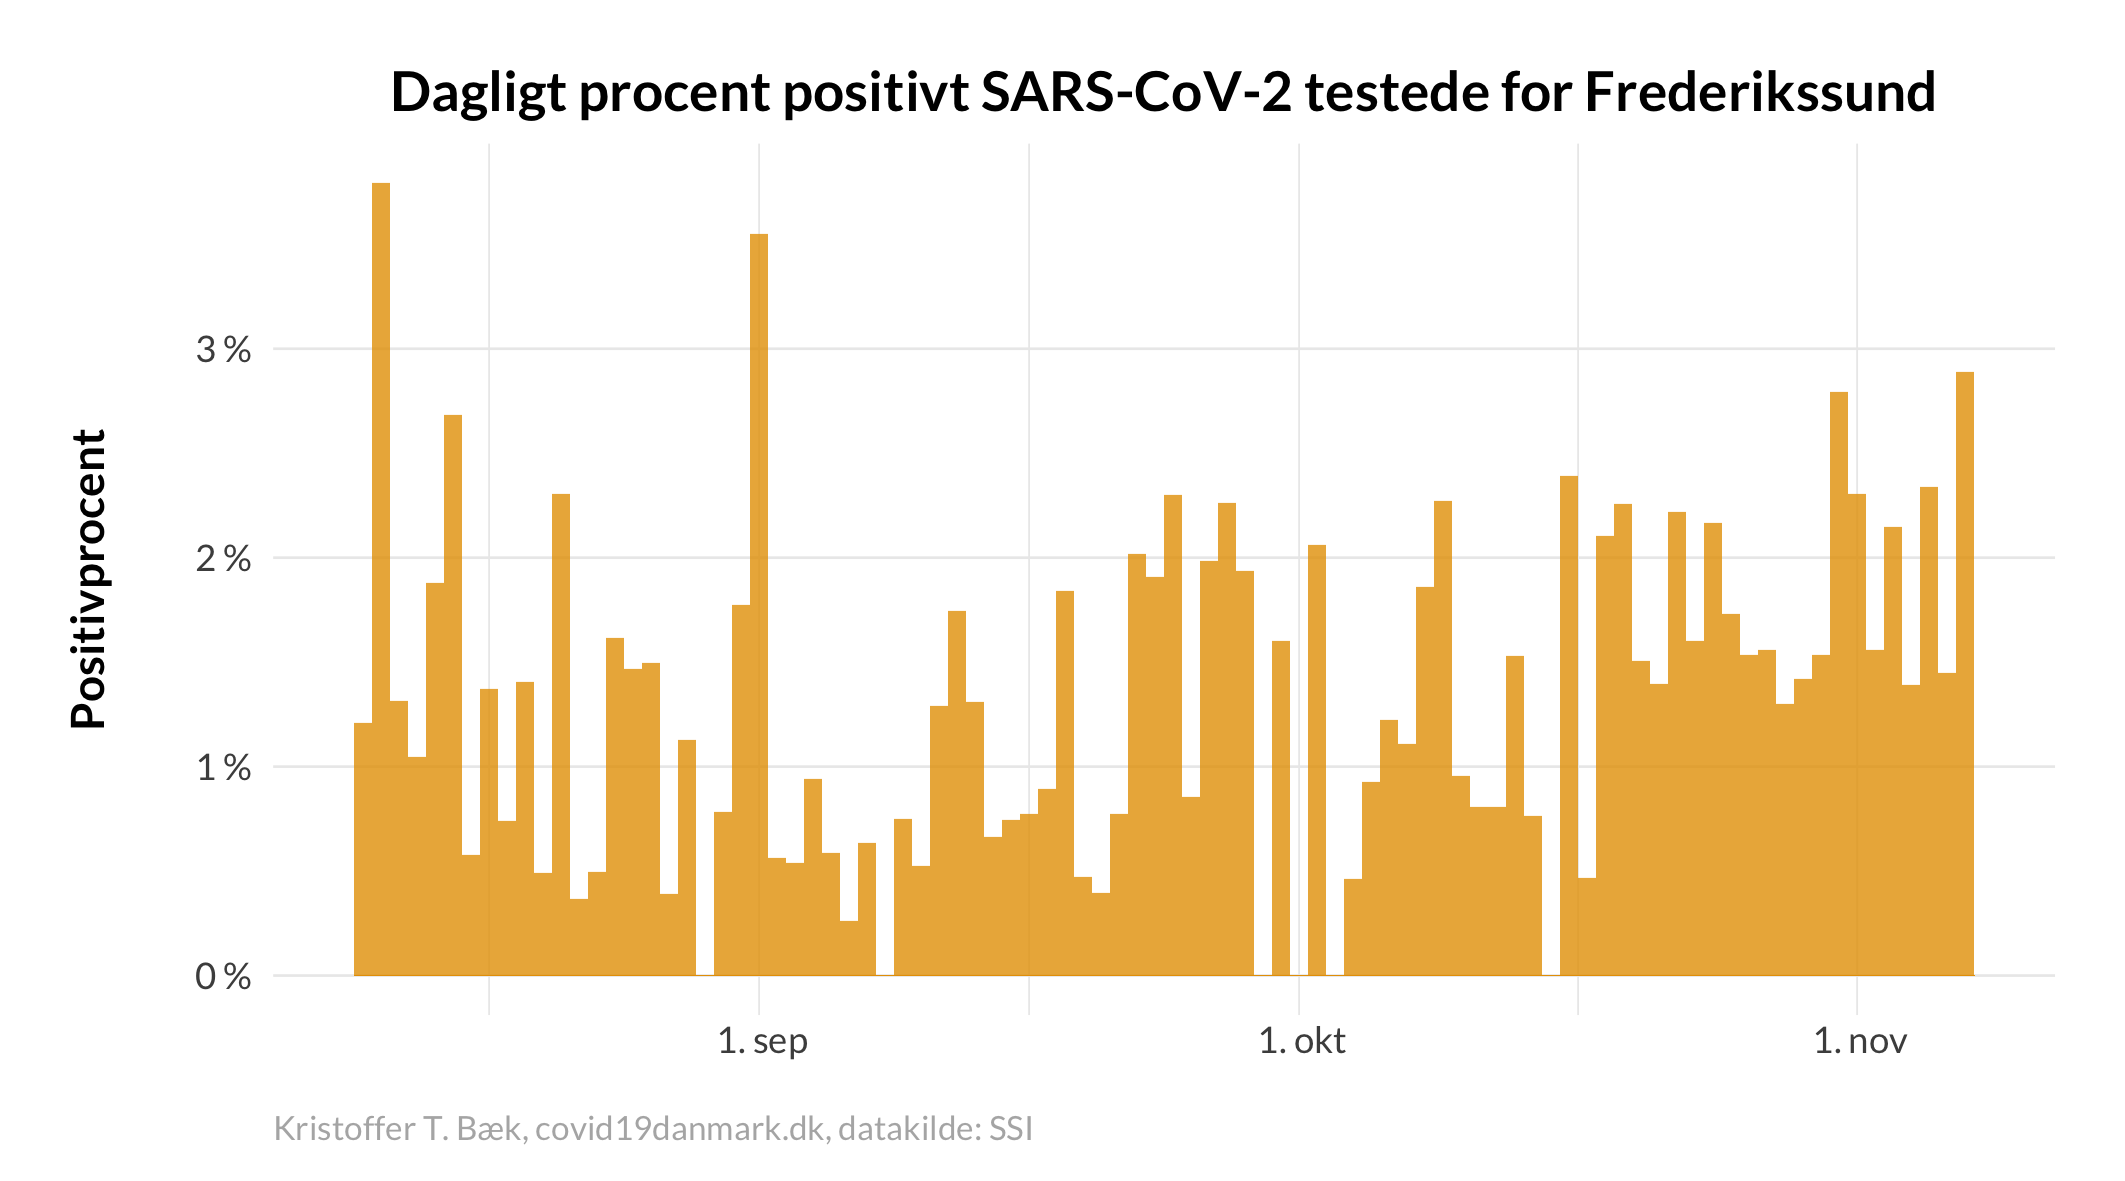 Dagligt procent positivt SARS-CoV-2 testede for Frederikssund
Positivprocent
3 %
2 %
1 %
0 %
1. sep
1. okt
1. nov
Kristoffer T. Bæk, covid19danmark.dk, datakilde: SSI